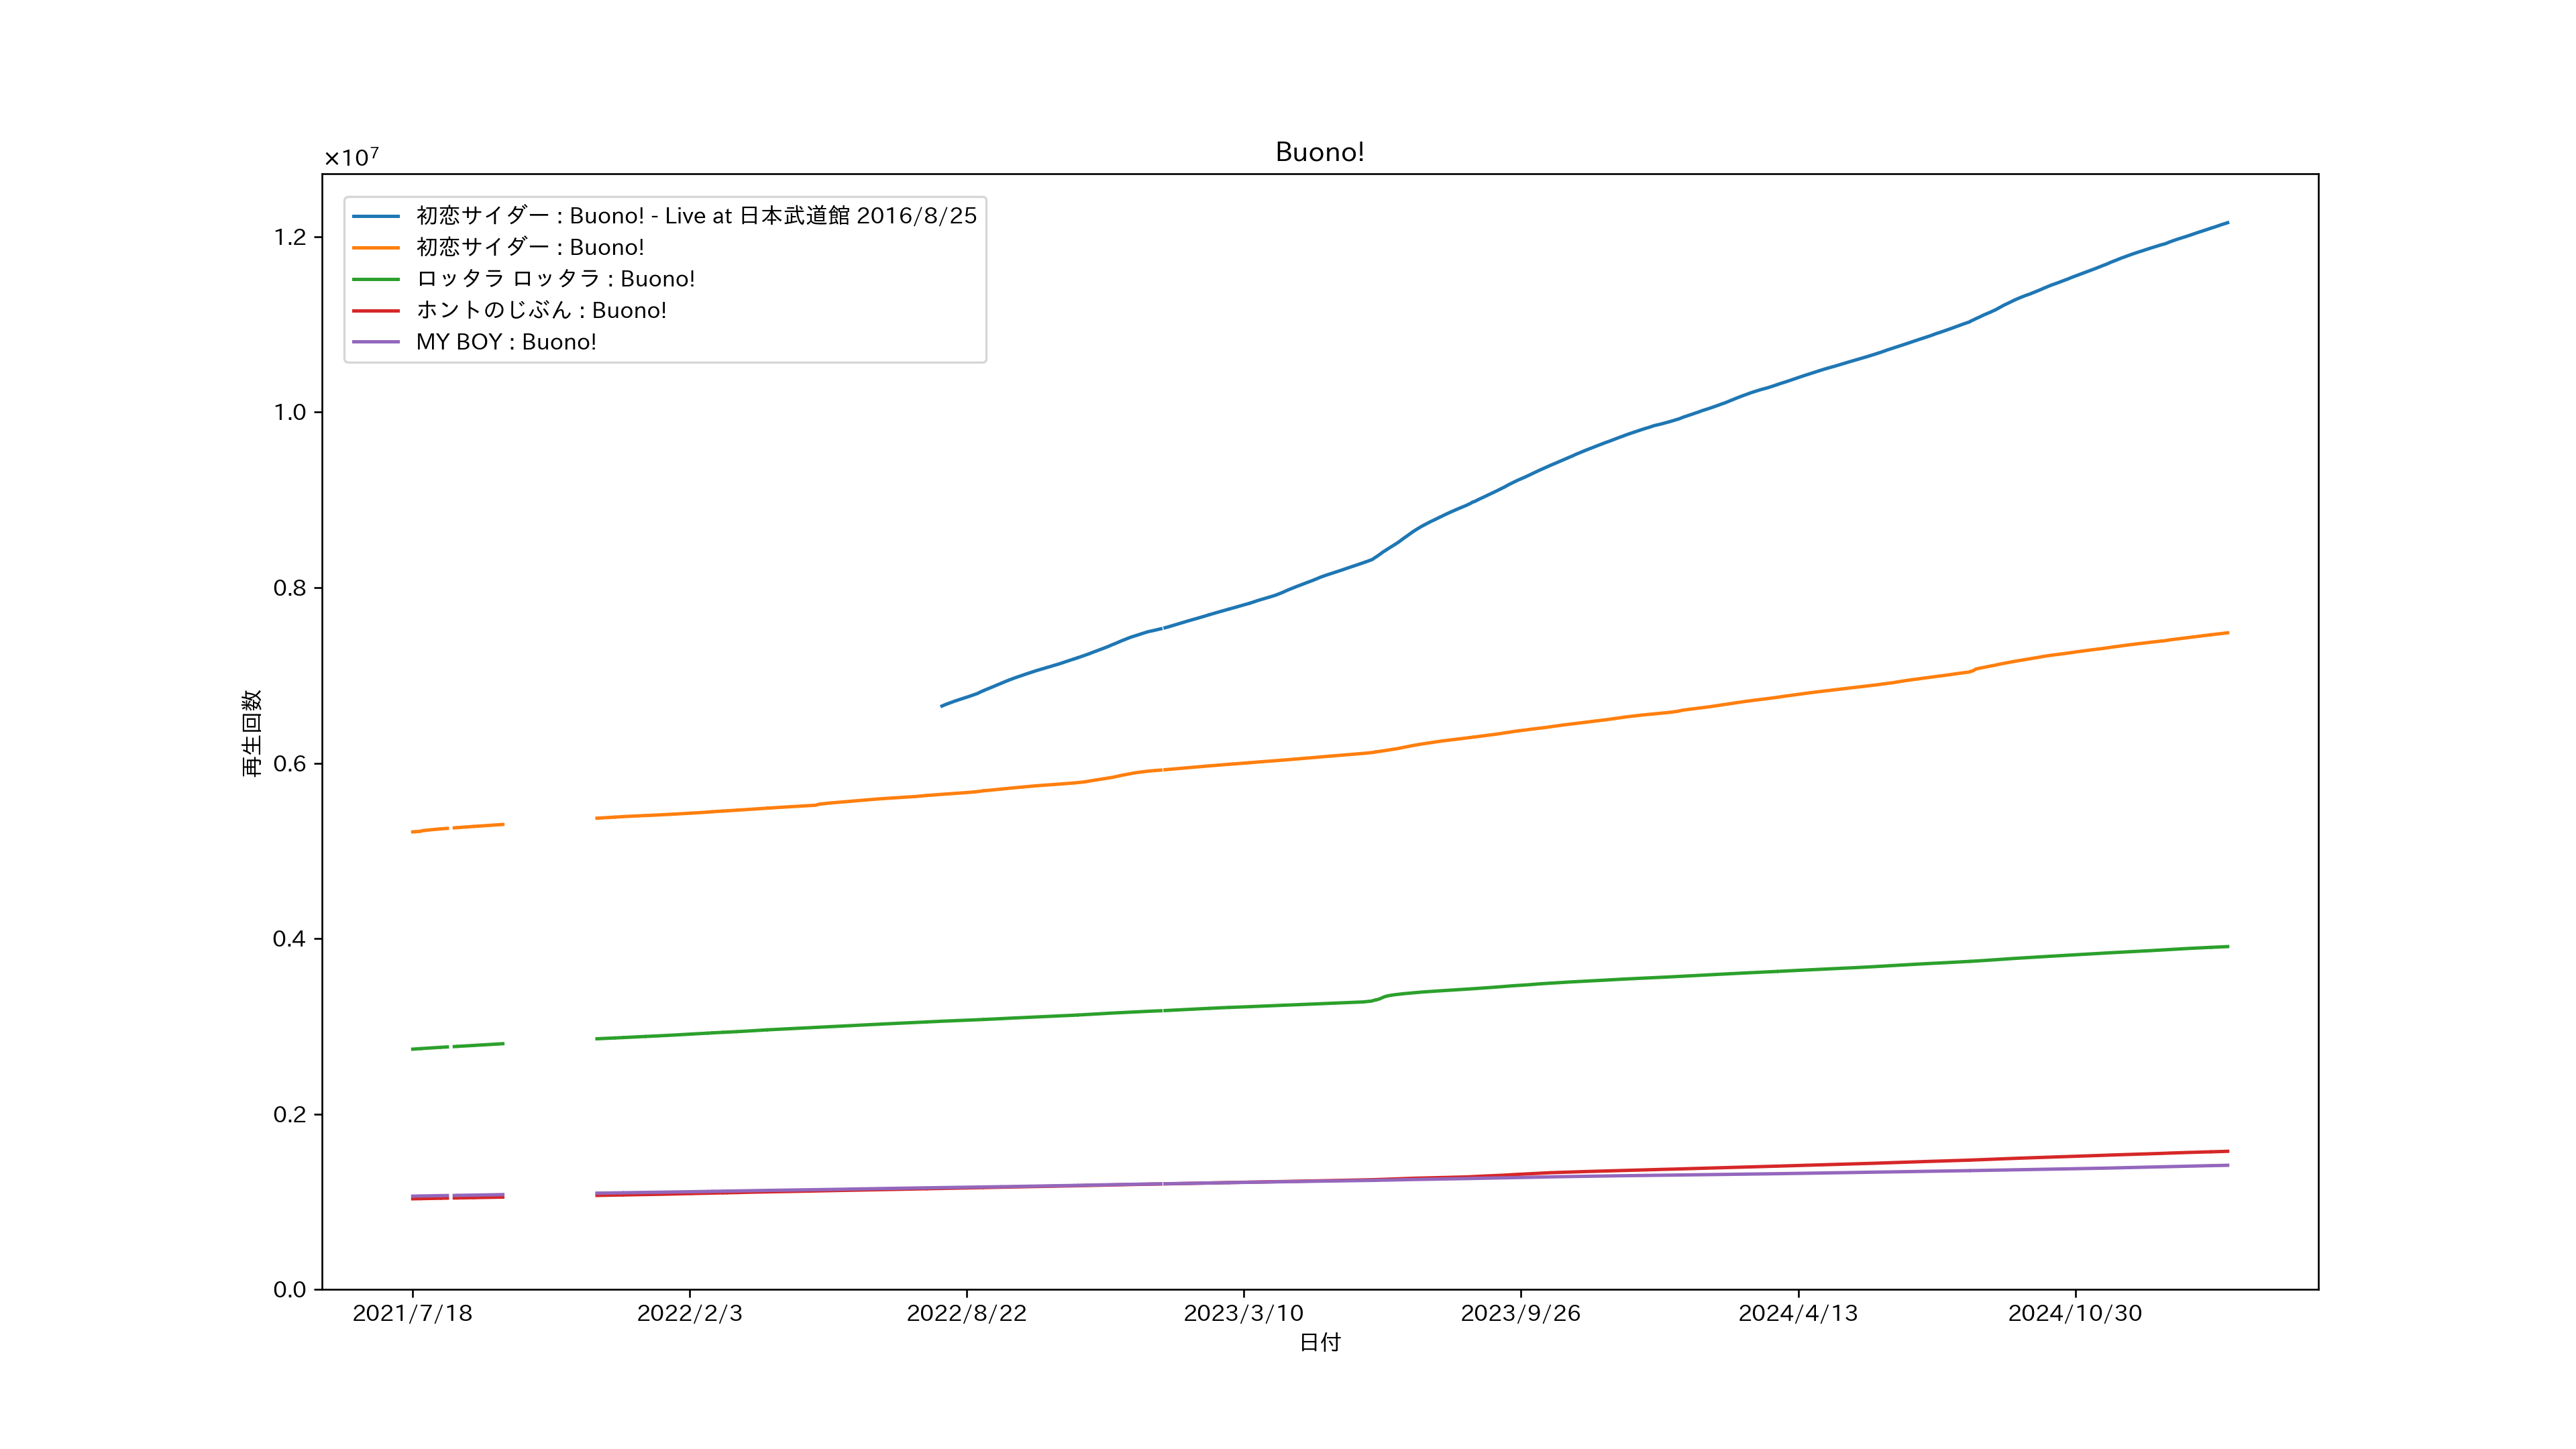 Buono!
×10⁷
初恋サイダー : Buono! - Live at 日本武道館 2016/8/25
初恋サイダー : Buono!
ロッタラ ロッタラ : Buono!
ホントのじぶん : Buono!
MY BOY : Buono!
1.2
1.0
0.8
0.6
0.4
0.2
0.0
再生回数
2021/7/18 2022/2/3 2022/8/22 2023/3/10 2023/9/26 2024/4/13 2024/10/30
日付